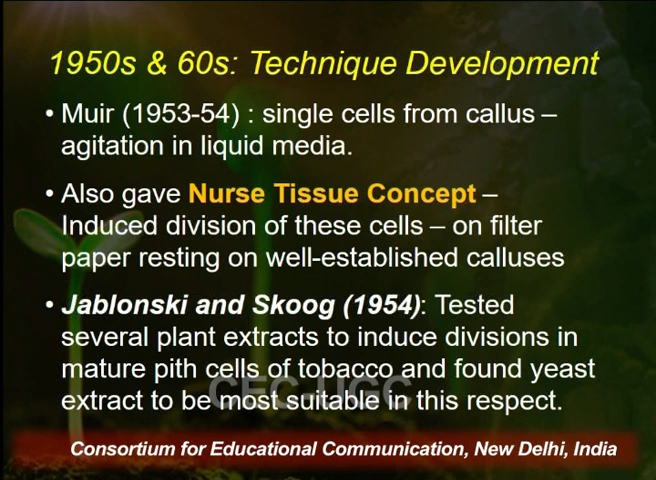 1950s & 60s: Technique Development
• Muir (1953-54) : single cells from callus –
agitation in liquid media.
• Also gave Nurse Tissue Concept –
Induced division of these cells – on filter
paper resting on well-established calluses
• Jablonski and Skoog (1954): Tested
several plant extracts to induce divisions in
mature pith cells of tobacco and found yeast
extract to be most suitable in this respect.
CEC-UGC
Consortium for Educational Communication, New Delhi, India